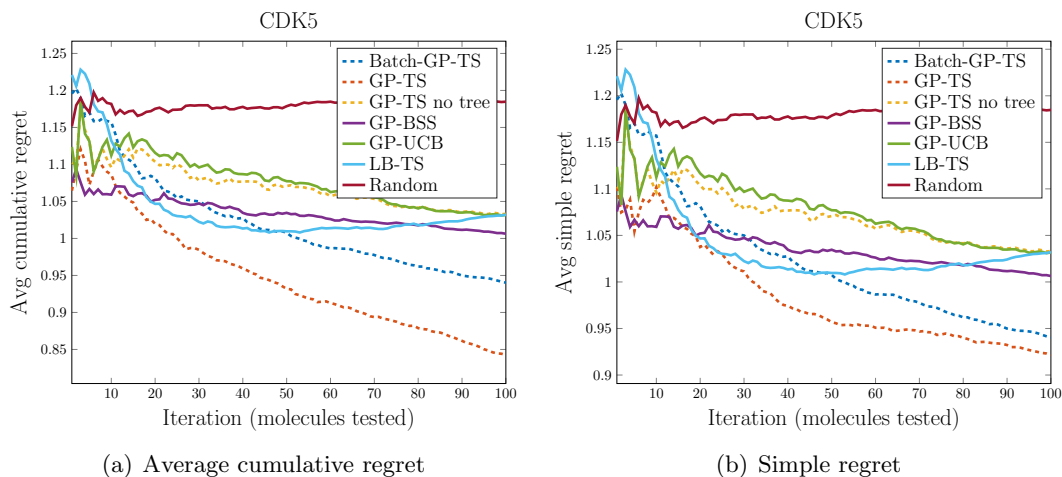 CDK5
Avg cumulative regret
1.25
1.2
1.15
1.1
1.05
1
0.95
0.9
0.85
Batch-GP-TS
GP-TS
GP-TS no tree
GP-BSS
GP-UCB
LB-TS
Random
10 20 30 40 50 60 70 80 90 100
Iteration (molecules tested)
(a) Average cumulative regret
CDK5
Avg simple regret
1.25
1.2
1.15
1.1
1.05
1
0.95
0.9
Batch-GP-TS
GP-TS
GP-TS no tree
GP-BSS
GP-UCB
LB-TS
Random
10 20 30 40 50 60 70 80 90 100
Iteration (molecules tested)
(b) Simple regret